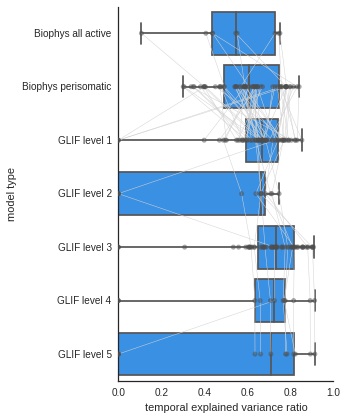 model type
Biophys all active
Biophys perisomatic
GLIF level 1
GLIF level 2
GLIF level 3
GLIF level 4
GLIF level 5
0.0 0.2 0.4 0.6 0.8 1.0
temporal explained variance ratio